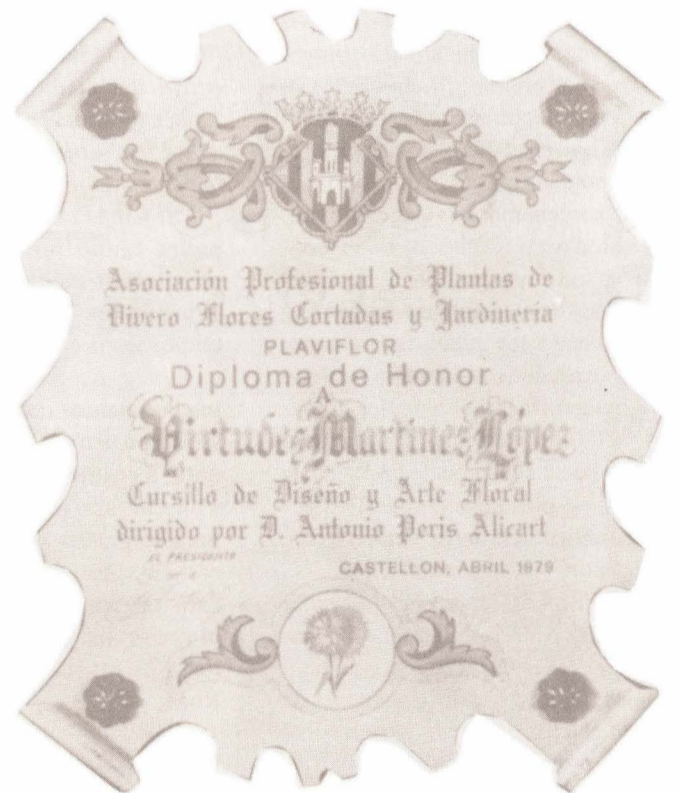 Asociación Profesional de Plantas de
Vivero Flores Cortadas y Jardinería
PLAVIFLOR
Diploma de Honor
A
Virtudes Martinez López
Cursillo de Diseño y Arte Floral
dirigido por D. Antonio Peris Alicart
EL PRESIDENTE
CASTELLON, ABRIL 1979